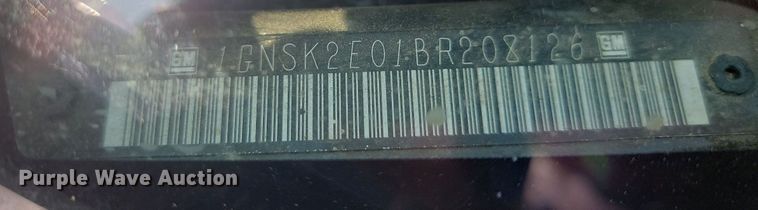 GM 1GNSK2E01BR208126 GM
Purple Wave Auction